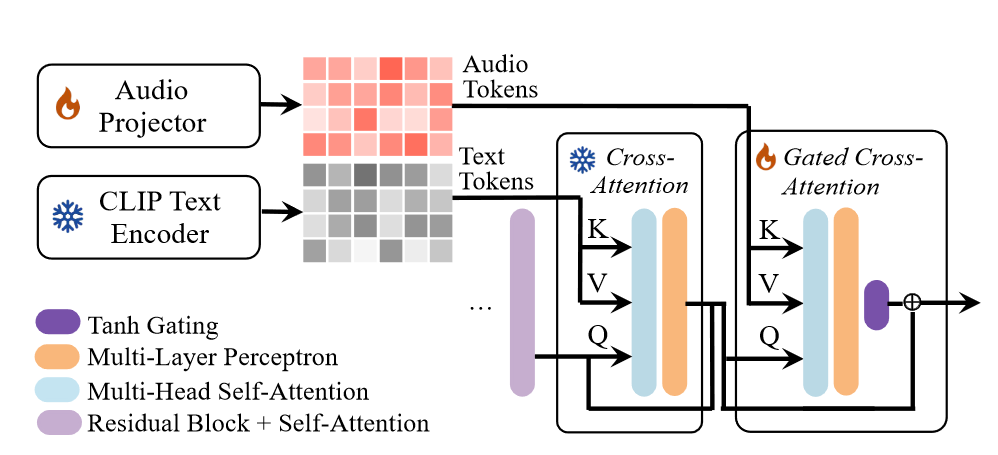 Audio
Projector
Audio
Tokens
CLIP Text
Encoder
Text
Tokens
Cross-
Attention
K
V
Q
Gated Cross-
Attention
K
V
Q
...
Tanh Gating
Multi-Layer Perceptron
Multi-Head Self-Attention
Residual Block + Self-Attention